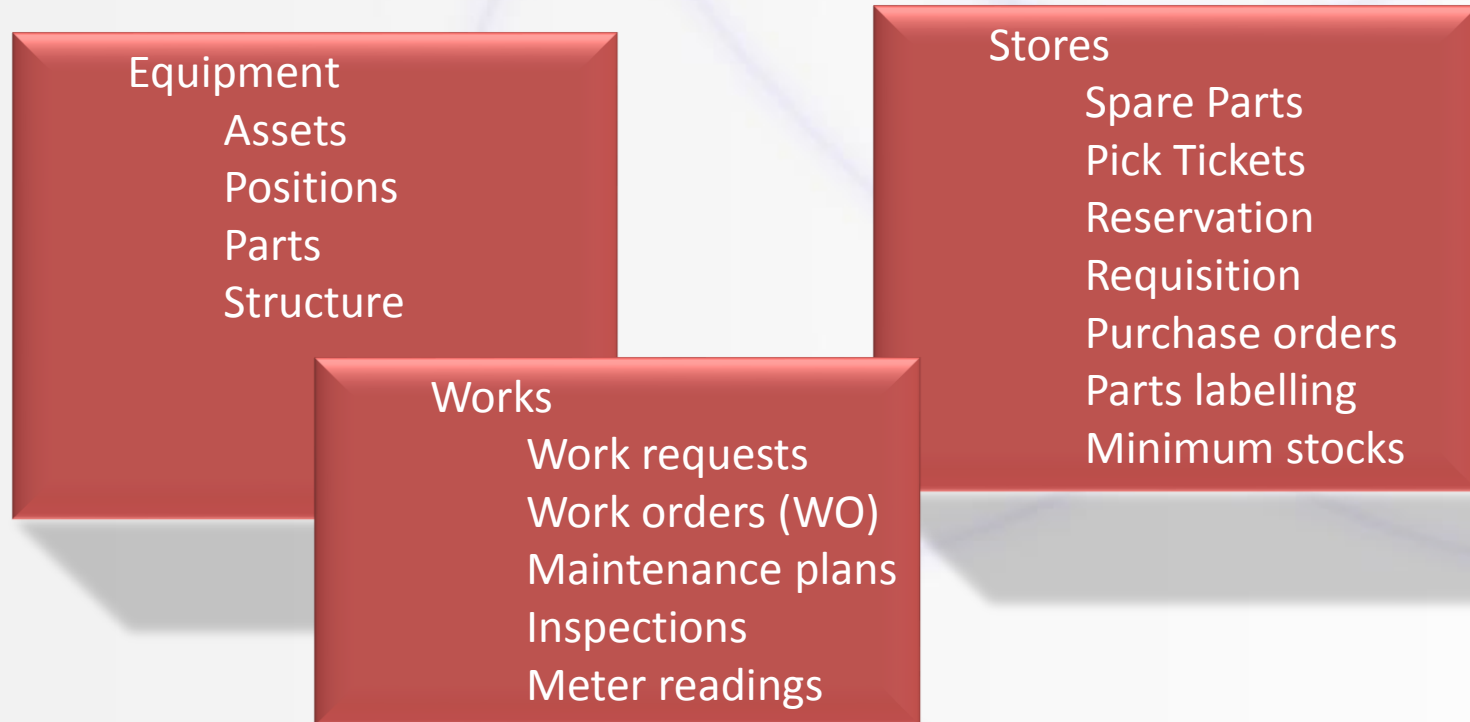 Equipment
Assets
Positions
Parts
Structure
Works
Work requests
Work orders (WO)
Maintenance plans
Inspections
Meter readings
Stores
Spare Parts
Pick Tickets
Reservation
Requisition
Purchase orders
Parts labelling
Minimum stocks